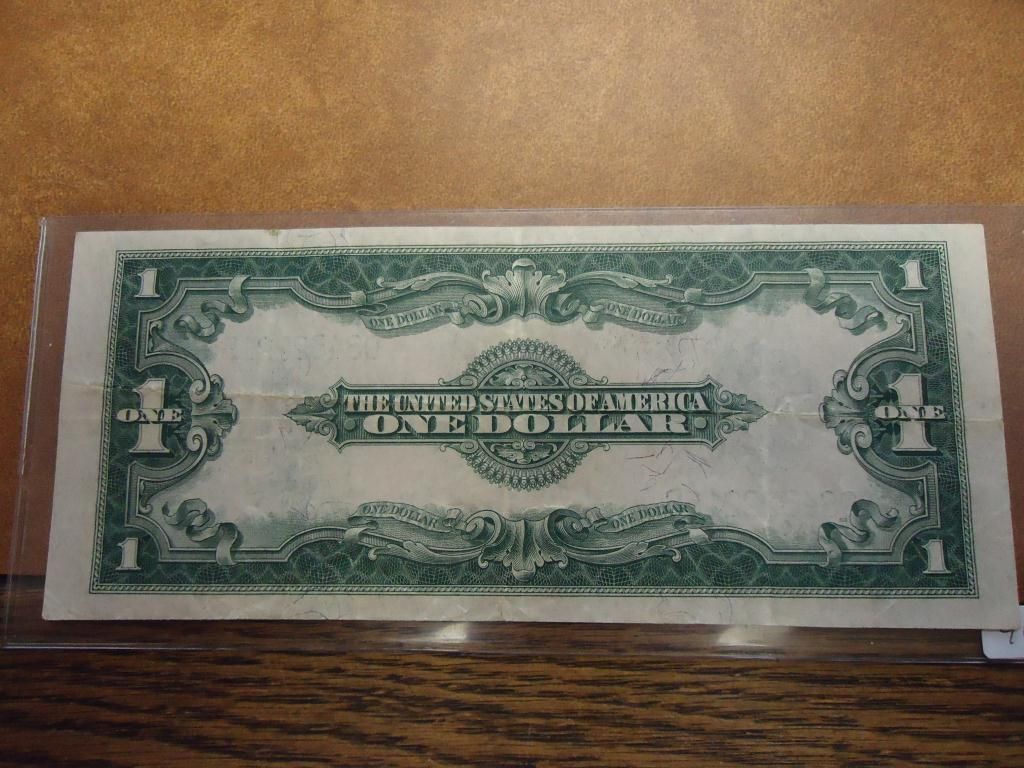 1 1
ONE DOLLAR ONE DOLLAR
THE UNITED STATES OF AMERICA
1 ONE 1 ONE
ONE DOLLAR
ONE DOLLAR ONE DOLLAR
1 1